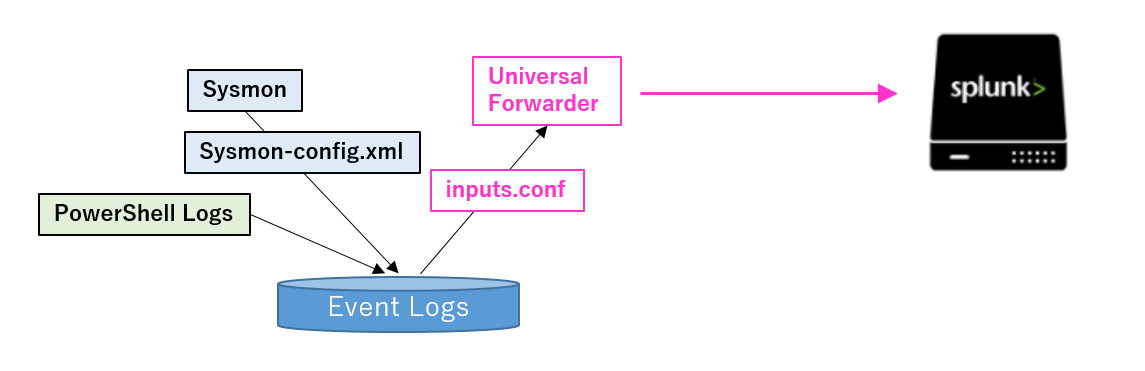 Sysmon
Sysmon-config.xml
PowerShell Logs
Event Logs
inputs.conf
Universal
Forwarder
splunk>